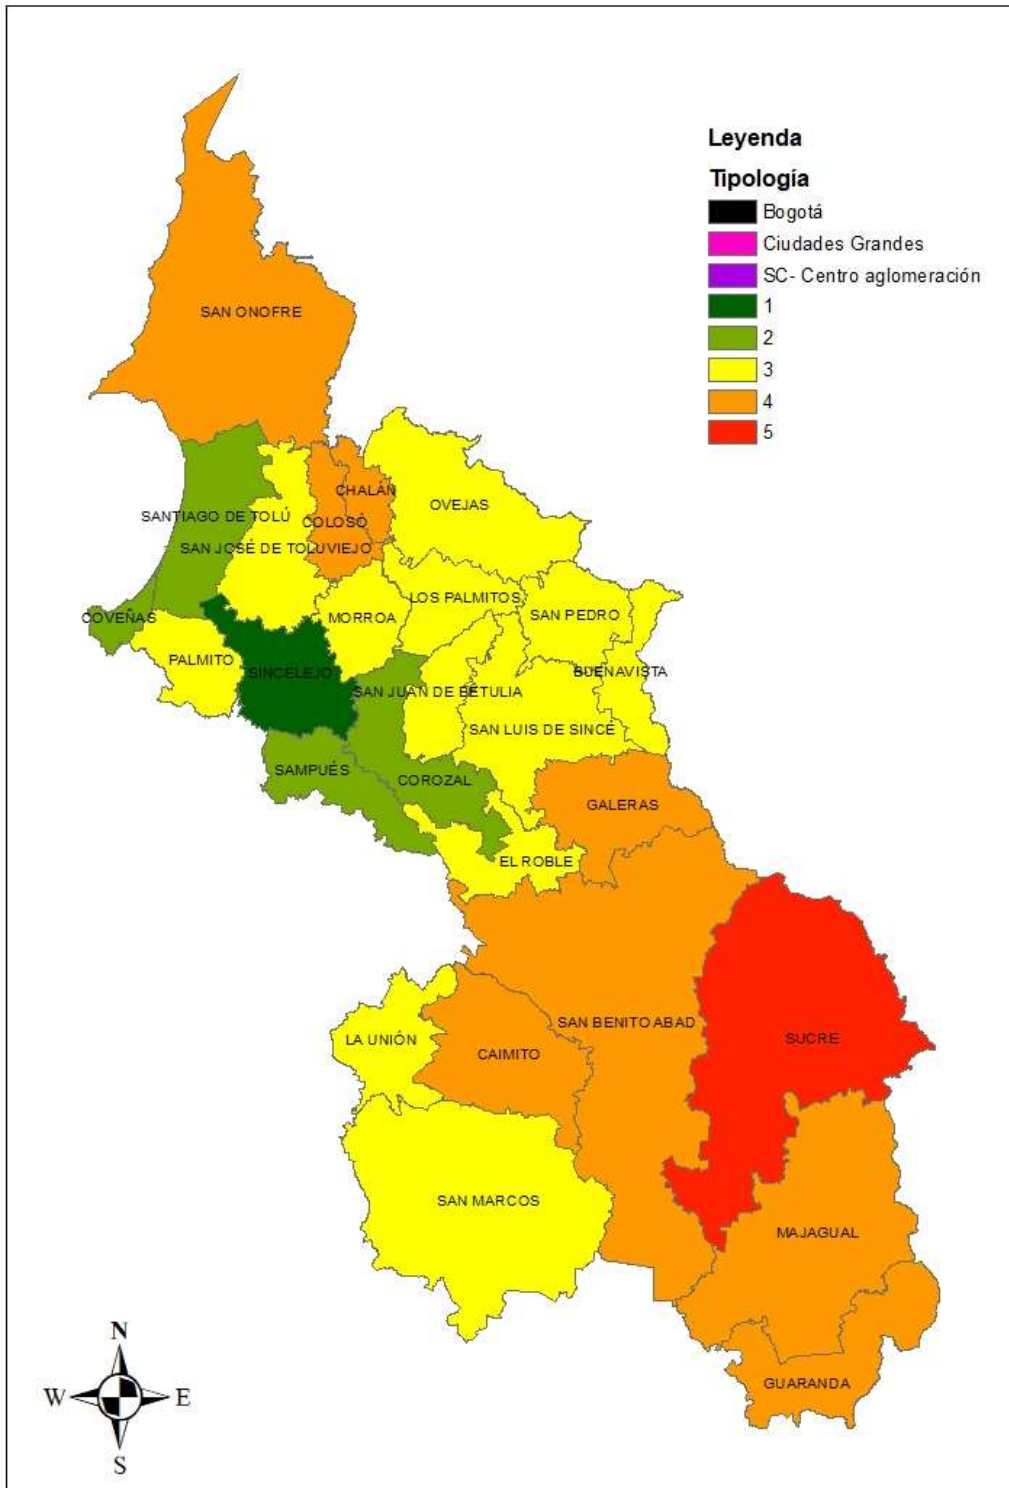 Leyenda
Tipología
Bogotá
Ciudades Grandes
SC- Centro aglomeración
1
2
3
4
5
SAN ONOFRE
CHALÁN
OVEJAS
SANTIAGO DE TOLÚ
COLOSÓ
SAN JOSÉ DE TOLUVIEJO
LOS PALMITOS
COVEÑAS
MORROA
SAN PEDRO
PALMITO
SINCELEJO
BUENAVISTA
SAN JUAN DE BETULIA
SAN LUIS DE SINCÉ
SAMPUÉS
COROZAL
GALERAS
EL ROBLE
SAN BENITO ABAD
LA UNIÓN
SUCRE
CAIMITO
SAN MARCOS
MAJAGUAL
GUARANDA
N
W
E
S